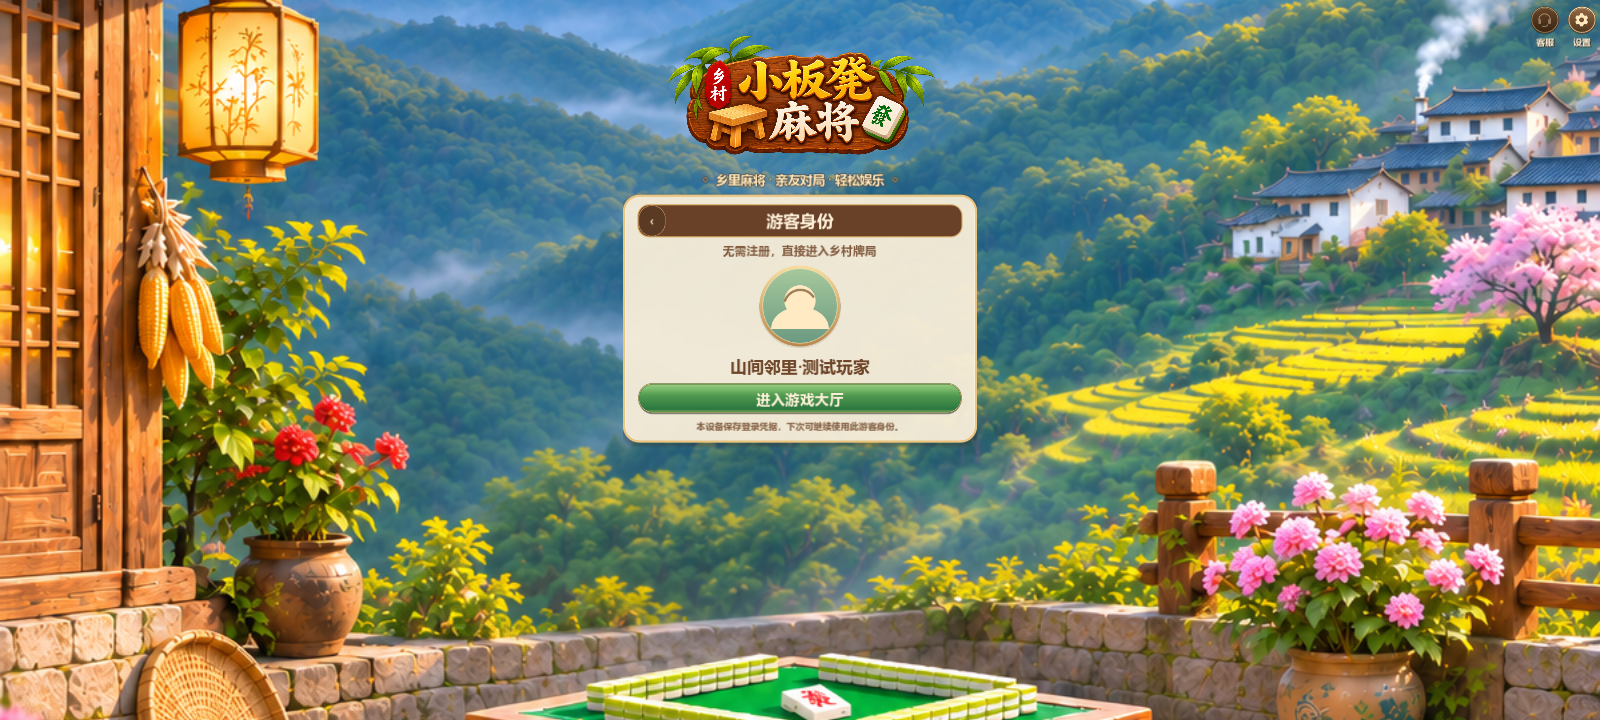 客服
设置
乡村
小板凳
麻将
發
乡里麻将·亲友对局·轻松娱乐
游客身份
无需注册，直接进入乡村牌局
山间邻里·测试玩家
进入游戏大厅
本设备保存登录凭据，下次可继续使用此游客身份。
發